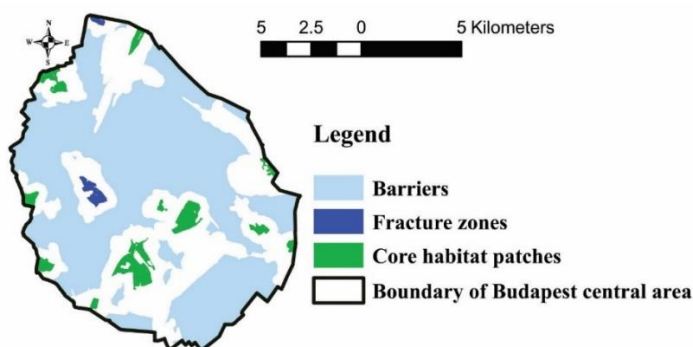 N
W E
S
5 2.5 0 5 Kilometers
Legend
Barriers
Fracture zones
Core habitat patches
Boundary of Budapest central area